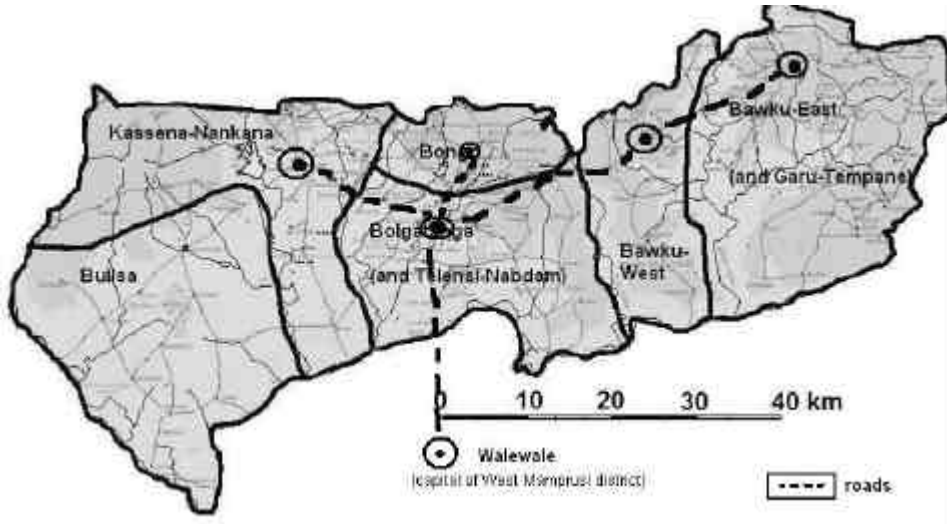 Kassena-Nankana
Bongo
Bawku-East
(and Garu-Tempane)
Bolgatanga
(and Talensi-Nabdam)
Bawku-
West
Builsa
0 10 20 30 40 km
Walewale
(capital of West Mamprusi district)
roads